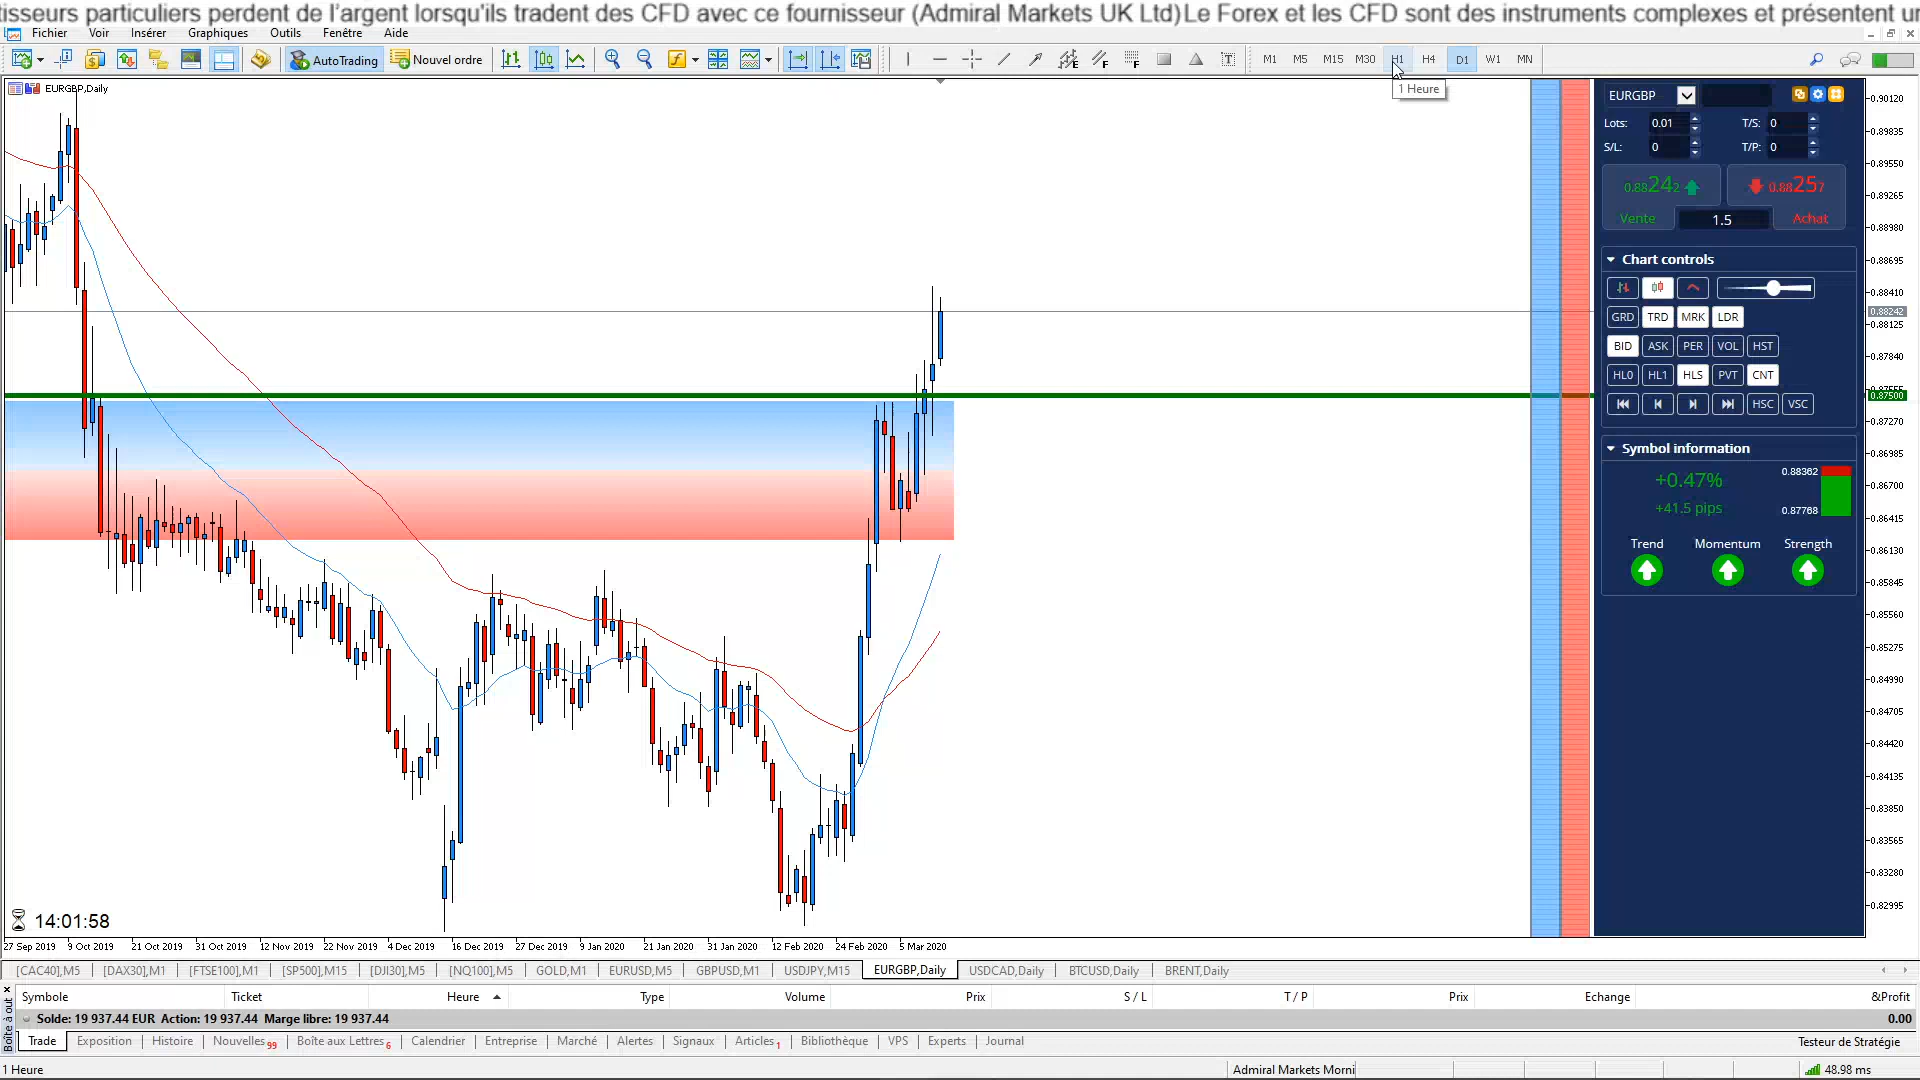 tisseurs particuliers perdent de l'argent lorsqu'ils tradent des CFD avec ce fournisseur (Admiral Markets UK Ltd)Le Forex et les CFD sont des instruments complexes et présentent
Fichier Voir Insérer Graphiques Outils Fenêtre Aide
AutoTrading Nouvel ordre M1 M5 M15 M30 H1 H4 D1 W1 MN
1 Heure
EURGBP,Daily
0.90120
0.89835
0.89550
0.89265
0.88980
0.88695
0.88410
0.88242
0.88125
0.87840
0.87555
0.87500
0.87270
0.86985
0.86700
0.86415
0.86130
0.85845
0.85560
0.85275
0.84990
0.84705
0.84420
0.84135
0.83850
0.83565
0.83280
0.82995
EURGBP
Lots: 0.01 T/S: 0
S/L: 0 T/P: 0
0.88242 0.88257
Vente 1.5 Achat
Chart controls
GRD TRD MRK LDR
BID ASK PER VOL HST
HL0 HL1 HLS PVT CNT
HSC VSC
Symbol information
+0.47% 0.88362
+41.5 pips 0.87768
Trend Momentum Strength
14:01:58
27 Sep 2019 9 Oct 2019 21 Oct 2019 31 Oct 2019 12 Nov 2019 22 Nov 2019 4 Dec 2019 16 Dec 2019 27 Dec 2019 9 Jan 2020 21 Jan 2020 31 Jan 2020 12 Feb 2020 24 Feb 2020 5 Mar 2020
[CAC40],M5 [DAX30],M1 [FTSE100],M1 [SP500],M15 [DJI30],M5 [NQ100],M5 GOLD,M1 EURUSD,M5 GBPUSD,M1 USDJPY,M15 EURGBP,Daily USDCAD,Daily BTCUSD,Daily BRENT,Daily
Symbole Ticket Heure Type Volume Prix S / L T / P Prix Echange &Profit
Solde: 19 937.44 EUR Action: 19 937.44 Marge libre: 19 937.44 0.00
Trade Exposition Histoire Nouvelles 99 Boîte aux Lettres 6 Calendrier Entreprise Marché Alertes Signaux Articles 1 Bibliothèque VPS Experts Journal Testeur de Stratégie
Boîte à out
1 Heure Admiral Markets Morni 48.98 ms